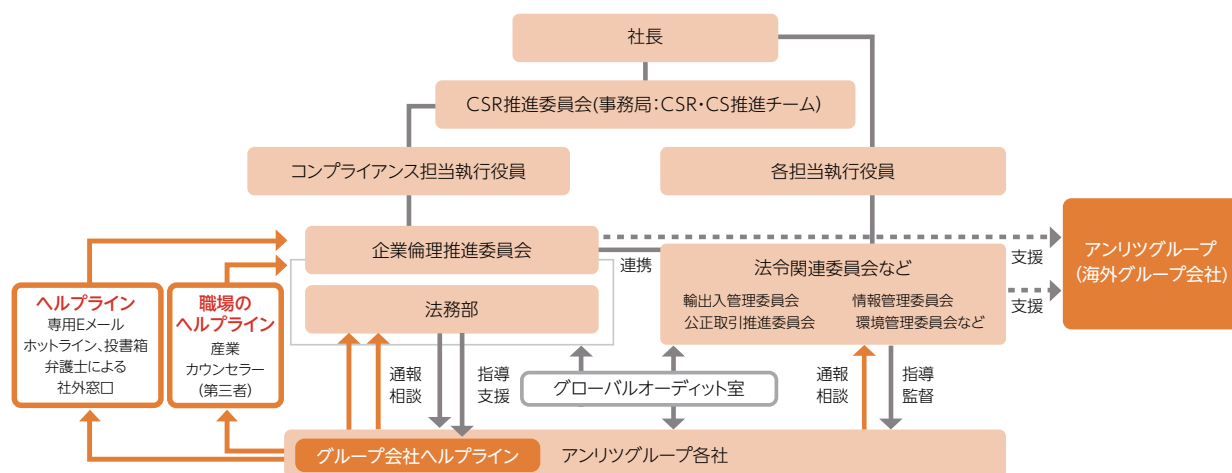 社長
CSR推進委員会(事務局：CSR・CS推進チーム)
コンプライアンス担当執行役員
各担当執行役員
企業倫理推進委員会
連携
法令関連委員会など
輸出入管理委員会
情報管理委員会
公正取引推進委員会
環境管理委員会など
支援
支援
アンリツグループ
(海外グループ会社)
法務部
ヘルプライン
専用Eメール
ホットライン、投書箱
弁護士による
社外窓口
職場の
ヘルプライン
産業
カウンセラー
(第三者)
通報
相談
指導
支援
グローバルオーディット室
通報
相談
指導
監督
グループ会社ヘルプライン
アンリツグループ各社